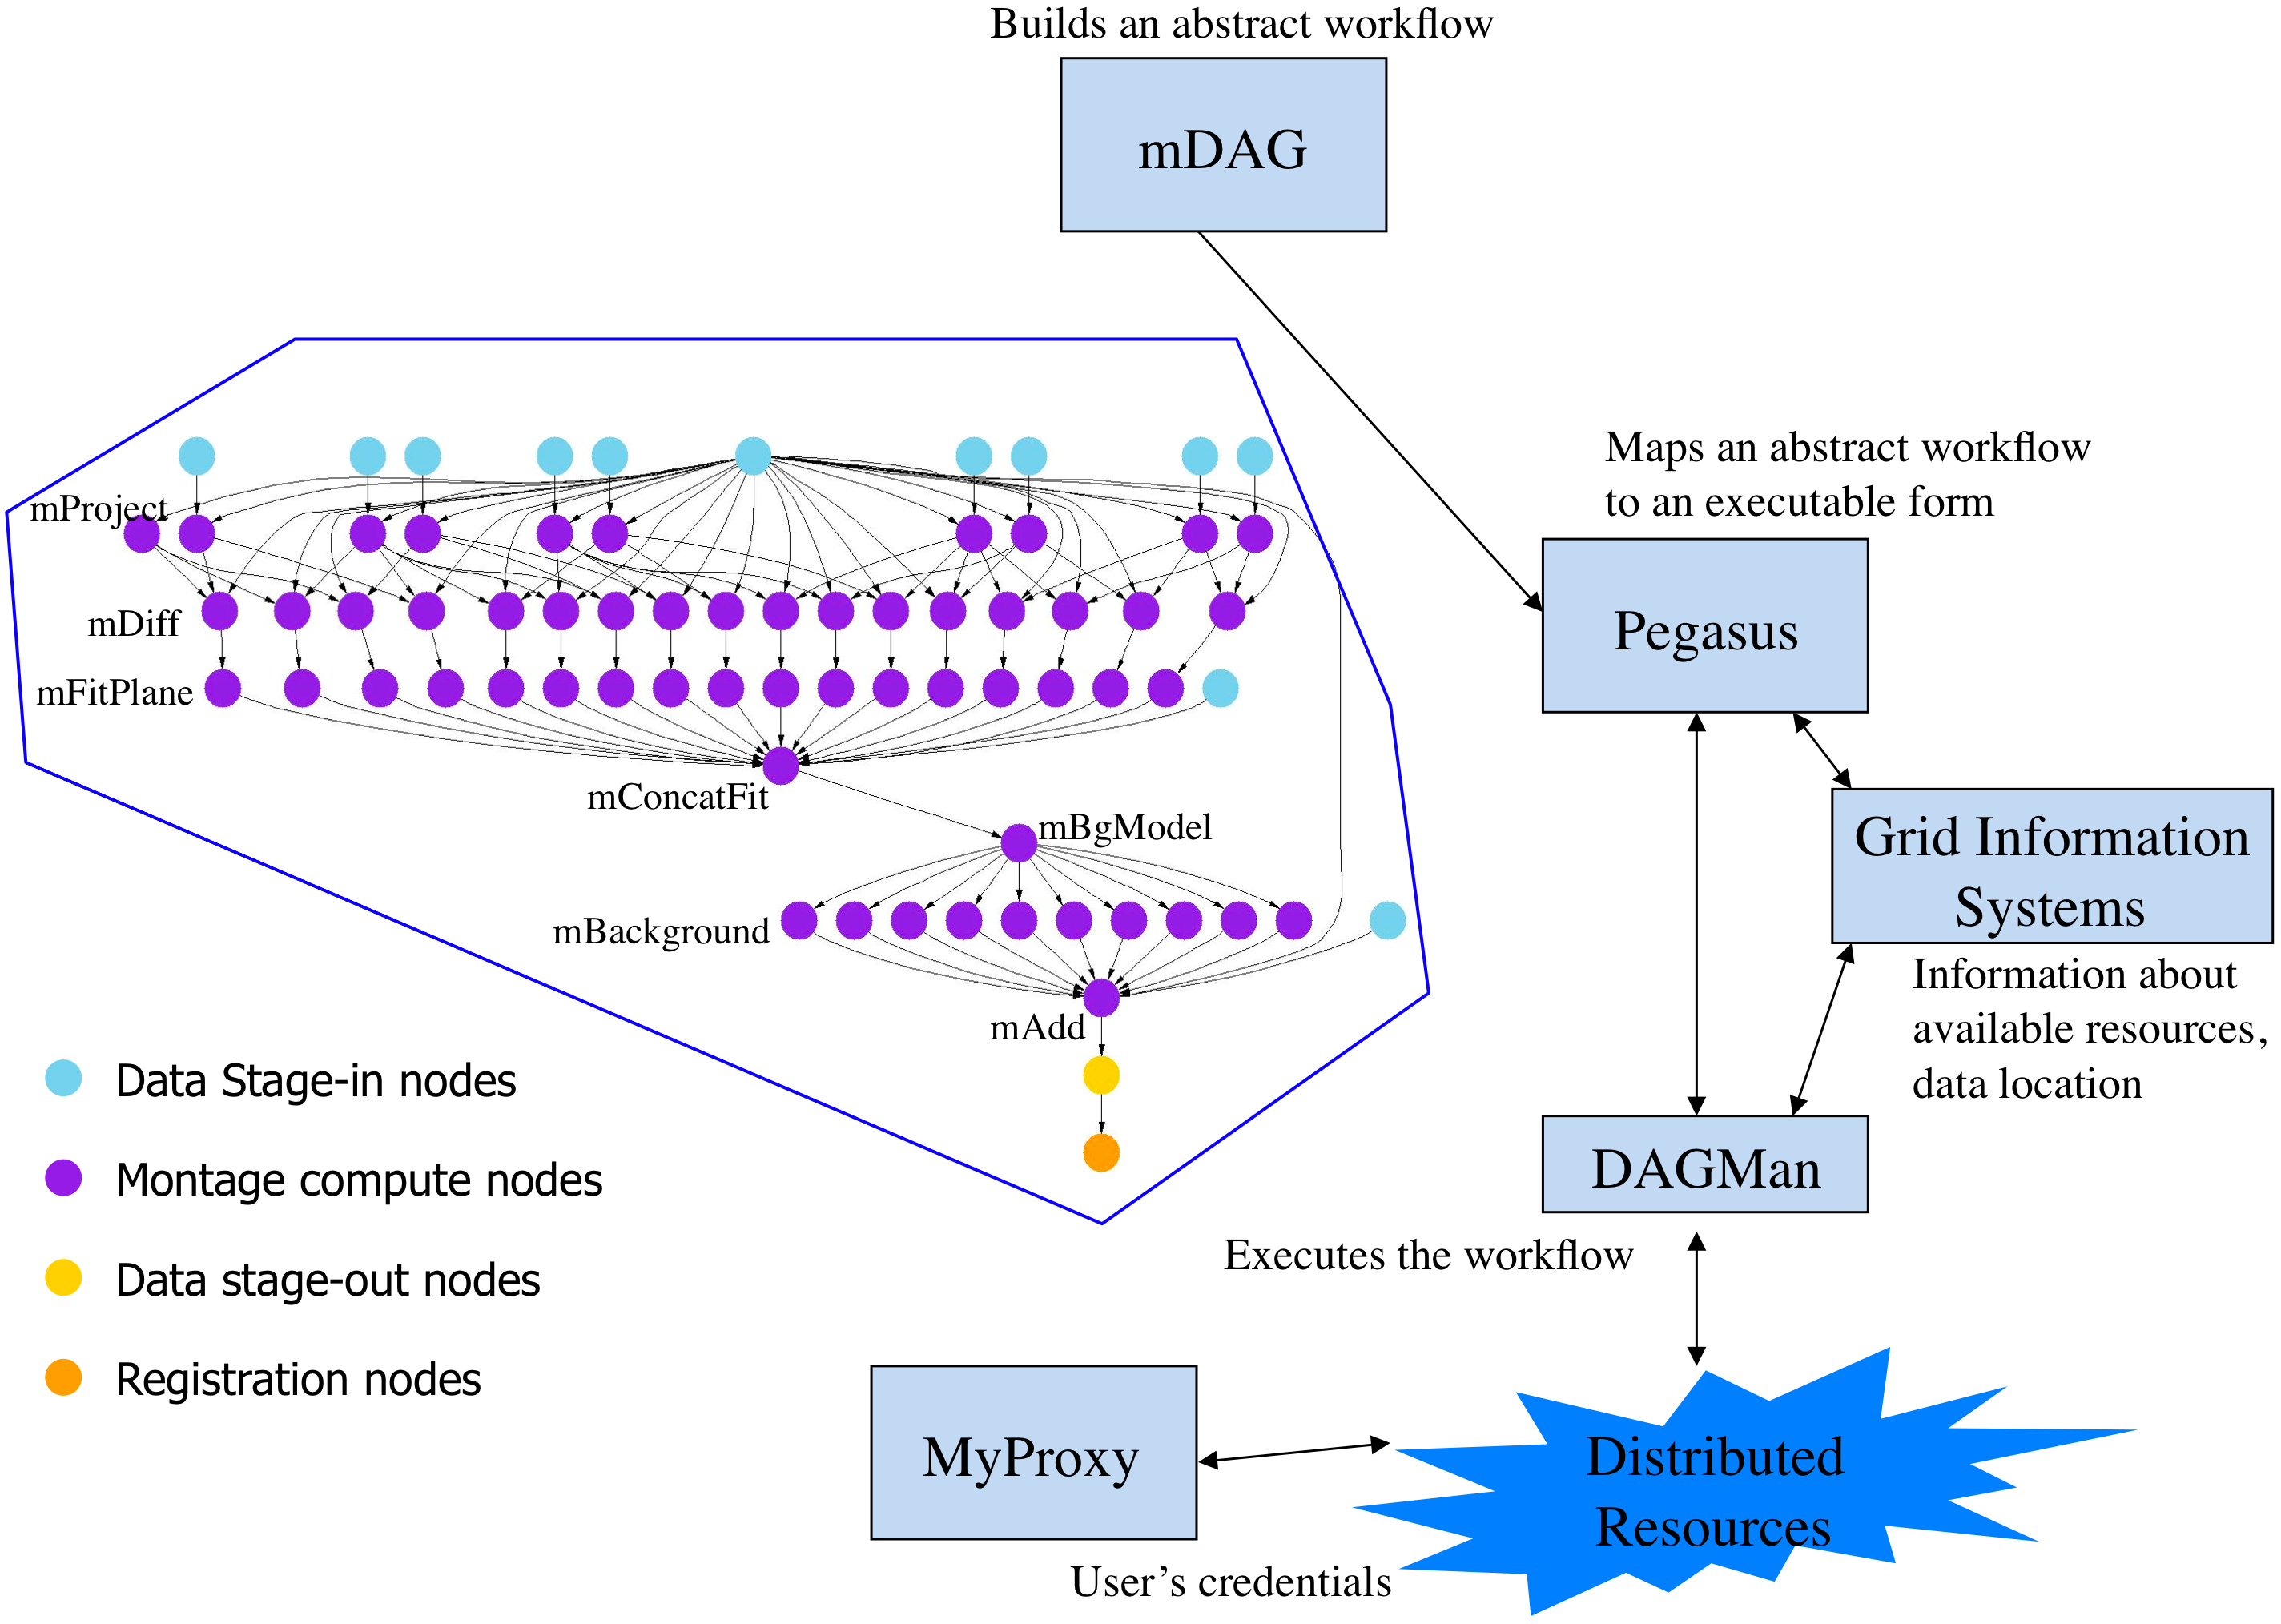 Builds an abstract workflow
mDAG
Maps an abstract workflow
to an executable form
mProject
mDiff
Pegasus
mFitPlane
mConcatFit
mBgModel
Grid Information
Systems
mBackground
Information about
available resources,
data location
mAdd
Data Stage-in nodes
Montage compute nodes
Data stage-out nodes
Registration nodes
DAGMan
Executes the workflow
MyProxy
Distributed
Resources
User’s credentials